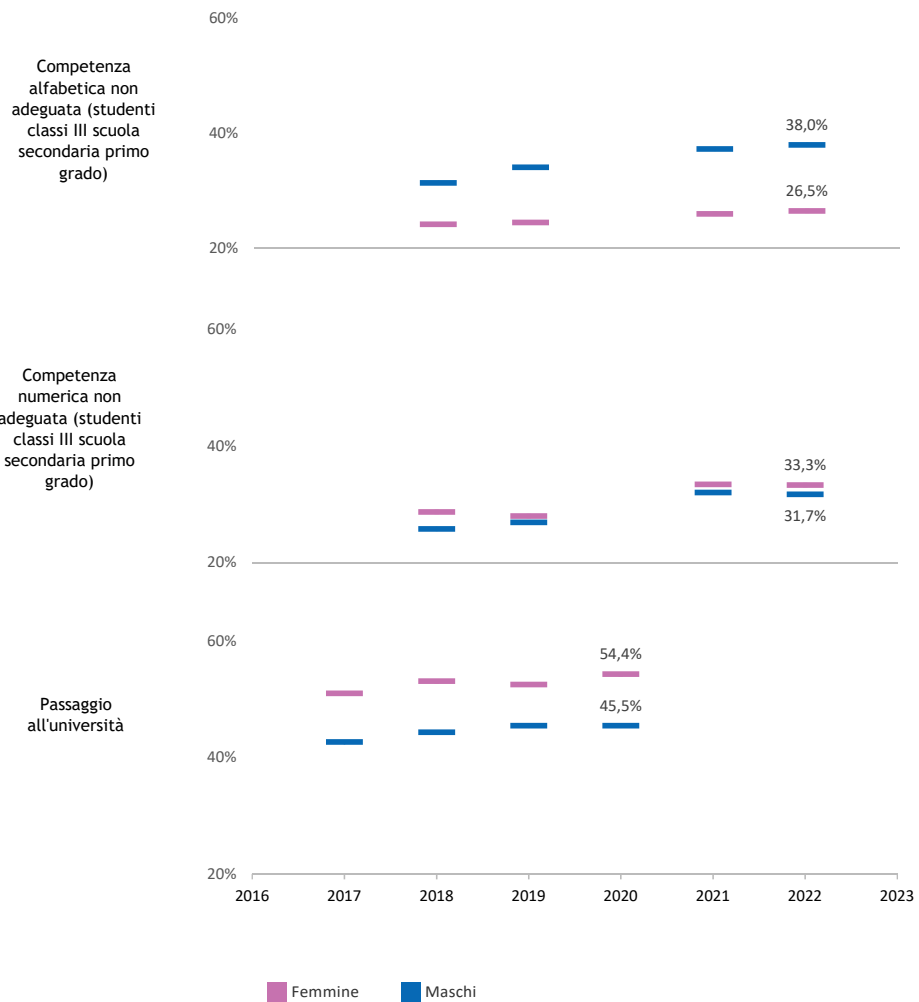 60%
Competenza
alfabetica non
adeguata (studenti
classi III scuola
secondaria primo
grado)
40%
38,0%
26,5%
20%
60%
Competenza
numerica non
adeguata (studenti
classi III scuola
secondaria primo
grado)
40%
33,3%
31,7%
20%
60%
54,4%
Passaggio
all'università
45,5%
40%
20%
2016 2017 2018 2019 2020 2021 2022 2023
Femmine Maschi